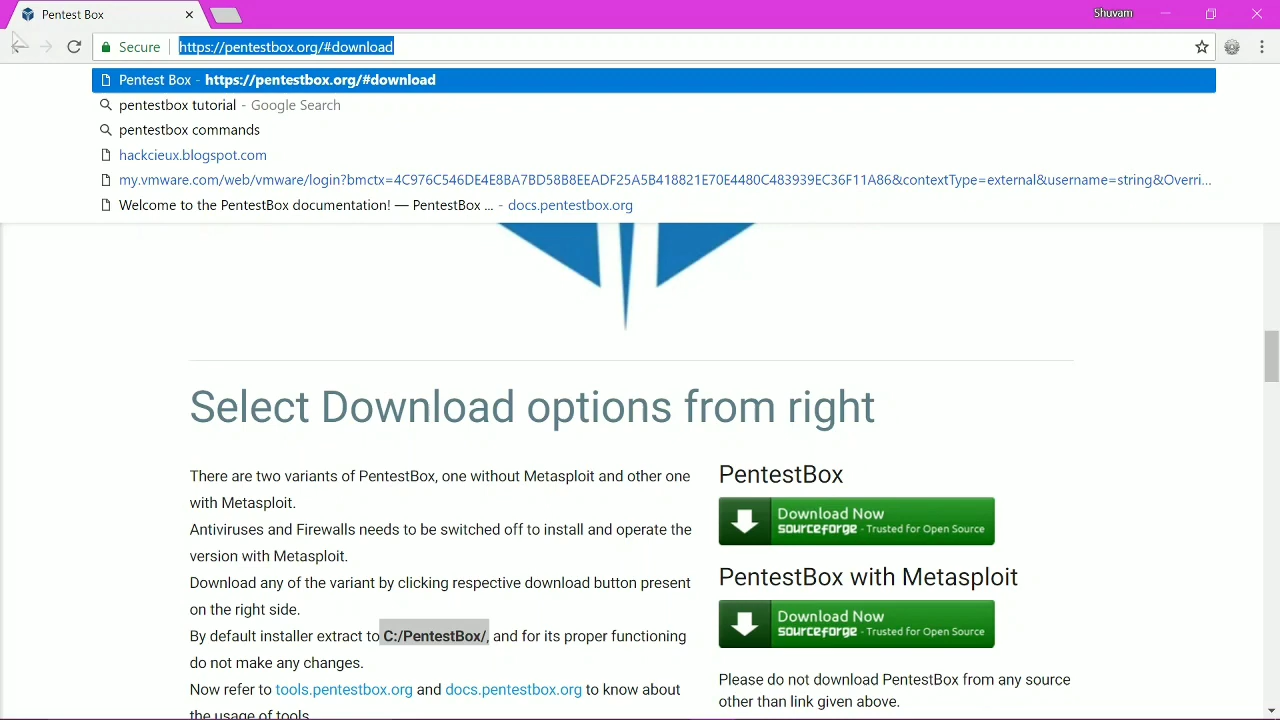 Pentest Box
Shuvam
Secure
https://pentestbox.org/#download
Pentest Box - https://pentestbox.org/#download
pentestbox tutorial - Google Search
pentestbox commands
hackcieux.blogspot.com
my.vmware.com/web/vmware/login?bmctx=4C976C546DE4E8BA7BD58B8EEADF25A5B418821E70E4480C483939EC36F11A86&contextType=external&username=string&Overri...
Welcome to the PentestBox documentation! — PentestBox ... - docs.pentestbox.org
Select Download options from right
There are two variants of PentestBox, one without Metasploit and other one
with Metasploit.
Antiviruses and Firewalls needs to be switched off to install and operate the
version with Metasploit.
Download any of the variant by clicking respective download button present
on the right side.
By default installer extract to C:/PentestBox/, and for its proper functioning
do not make any changes.
Now refer to tools.pentestbox.org and docs.pentestbox.org to know about
the usage of tools.
PentestBox
Download Now
sourceforge - Trusted for Open Source
PentestBox with Metasploit
Download Now
sourceforge - Trusted for Open Source
Please do not download PentestBox from any source
other than link given above.